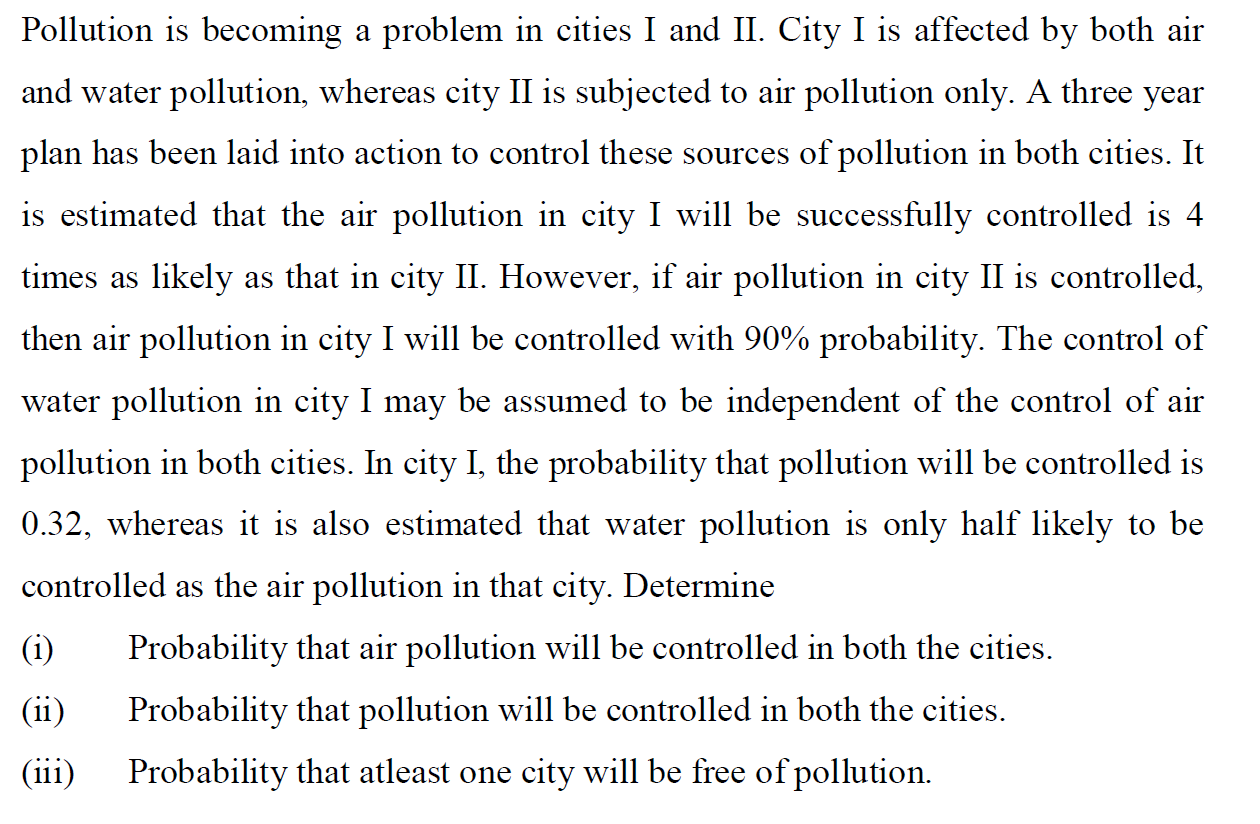 Pollution is becoming a problem in cities I and II. City I is affected by both air
and water pollution, whereas city II is subjected to air pollution only. A three year
plan has been laid into action to control these sources of pollution in both cities. It
is estimated that the air pollution in city I will be successfully controlled is 4
times as likely as that in city II. However, if air pollution in city II is controlled,
then air pollution in city I will be controlled with 90% probability. The control of
water pollution in city I may be assumed to be independent of the control of air
pollution in both cities. In city I, the probability that pollution will be controlled is
0.32, whereas it is also estimated that water pollution is only half likely to be
controlled as the air pollution in that city. Determine
(i) Probability that air pollution will be controlled in both the cities.
(ii) Probability that pollution will be controlled in both the cities.
(iii) Probability that atleast one city will be free of pollution.